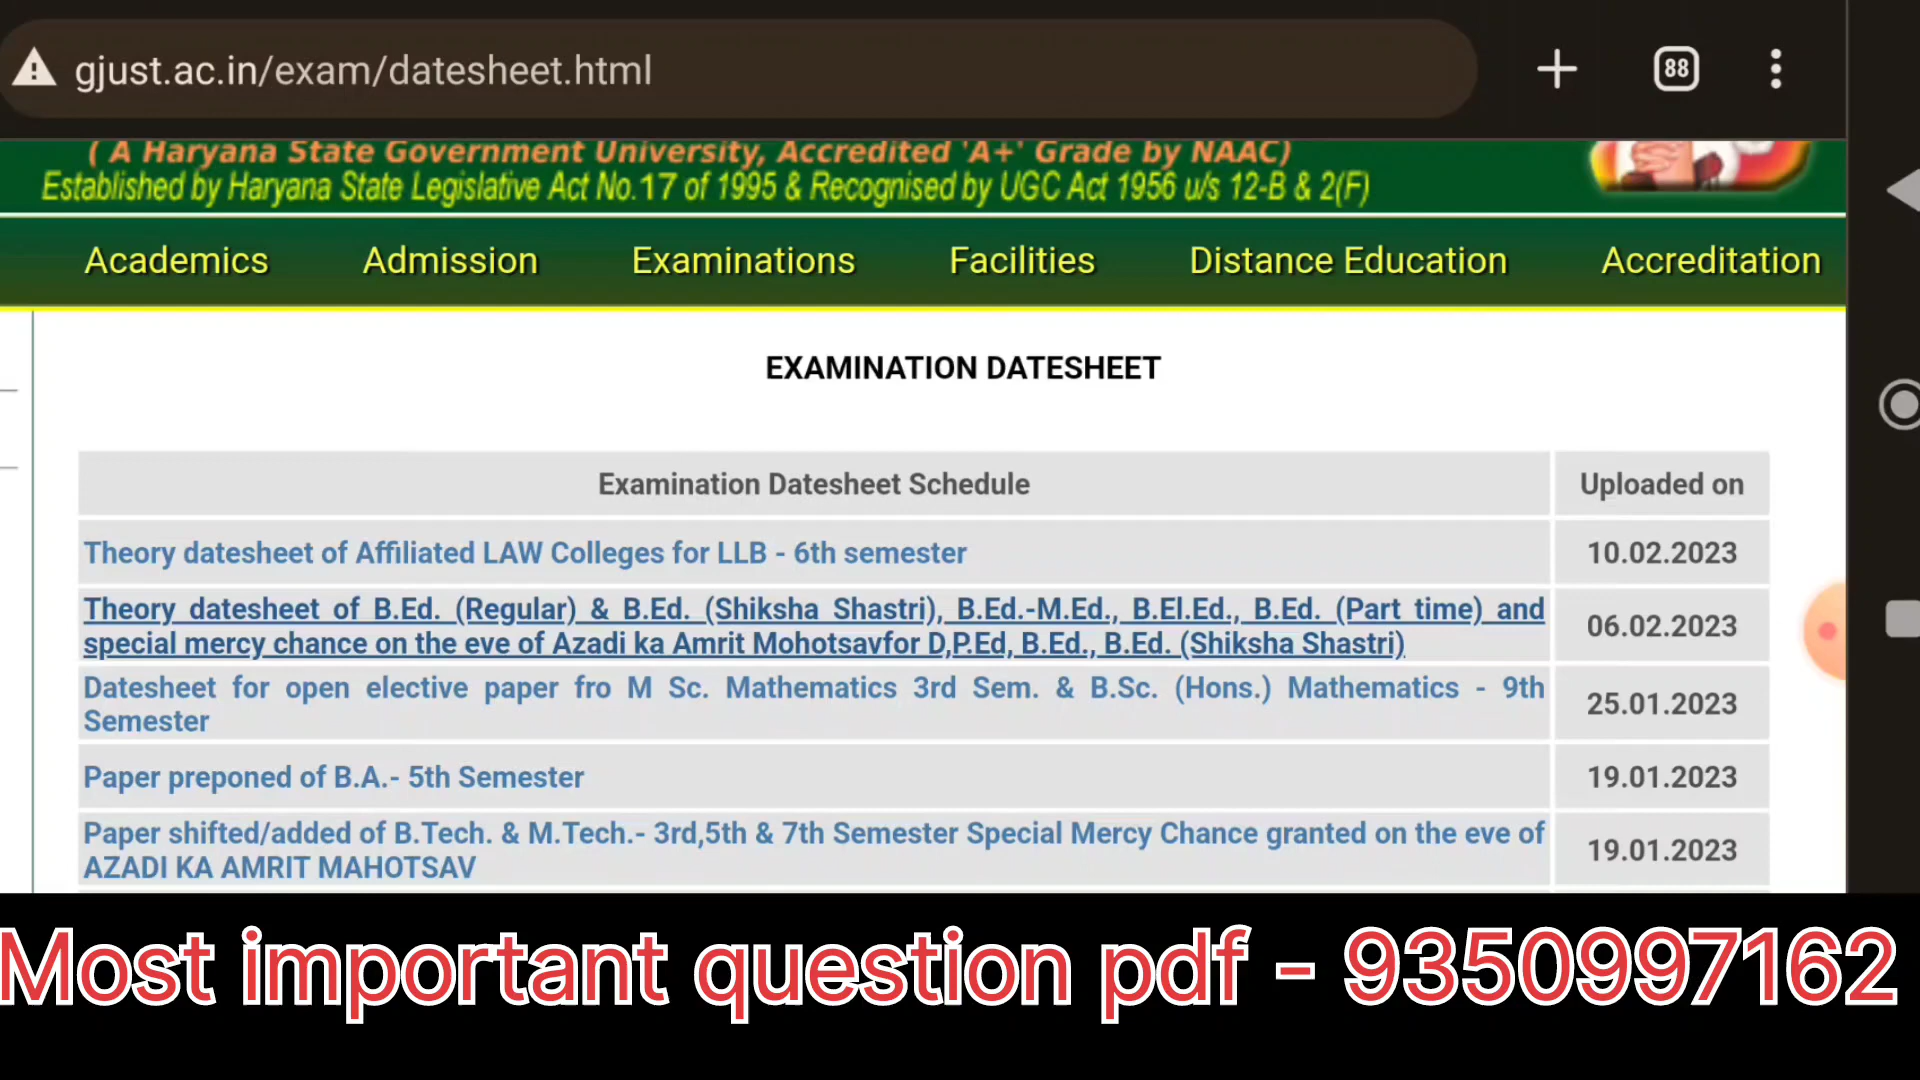 gjust.ac.in/exam/datesheet.html
88
( A Haryana State Government University, Accredited 'A+' Grade by NAAC)
Established by Haryana State Legislative Act No.17 of 1995 & Recognised by UGC Act 1956 u/s 12-B & 2(F)
Academics Admission Examinations Facilities Distance Education Accreditation
EXAMINATION DATESHEET
Examination Datesheet Schedule Uploaded on
Theory datesheet of Affiliated LAW Colleges for LLB - 6th semester 10.02.2023
Theory datesheet of B.Ed. (Regular) & B.Ed. (Shiksha Shastri), B.Ed.-M.Ed., B.El.Ed., B.Ed. (Part time) and
special mercy chance on the eve of Azadi ka Amrit Mohotsavfor D,P.Ed, B.Ed., B.Ed. (Shiksha Shastri)
06.02.2023
Datesheet for open elective paper fro M Sc. Mathematics 3rd Sem. & B.Sc. (Hons.) Mathematics - 9th
Semester
25.01.2023
Paper preponed of B.A.- 5th Semester 19.01.2023
Paper shifted/added of B.Tech. & M.Tech.- 3rd,5th & 7th Semester Special Mercy Chance granted on the eve of
AZADI KA AMRIT MAHOTSAV
19.01.2023
Most important question pdf - 9350997162